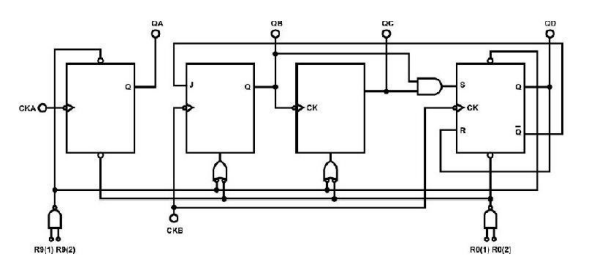 QA QB QC QD
Q J Q CK S Q
CKA CK
R Q
CKB
R9(1) R9(2) R0(1) R0(2)